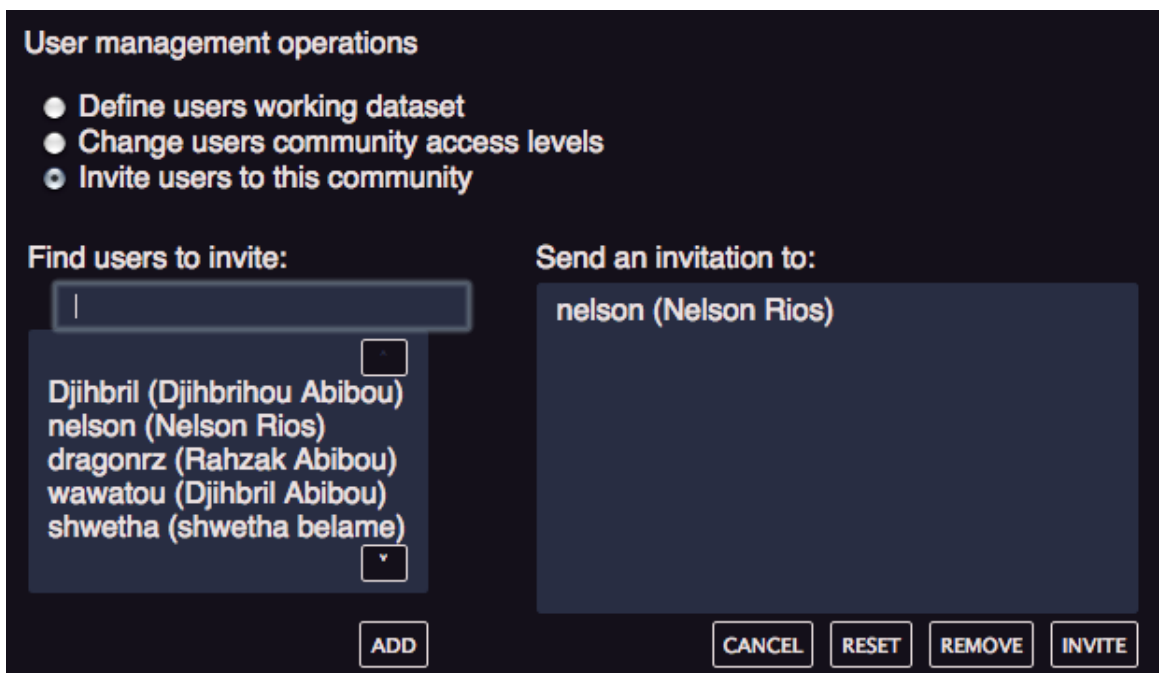 User management operations
Define users working dataset
Change users community access levels
Invite users to this community
Find users to invite:
Djihbril (Djihbrihou Abibou)
nelson (Nelson Rios)
dragonrz (Rahzak Abibou)
wawatou (Djihbril Abibou)
shwetha (shwetha belame)
ADD
Send an invitation to:
nelson (Nelson Rios)
CANCEL RESET REMOVE INVITE